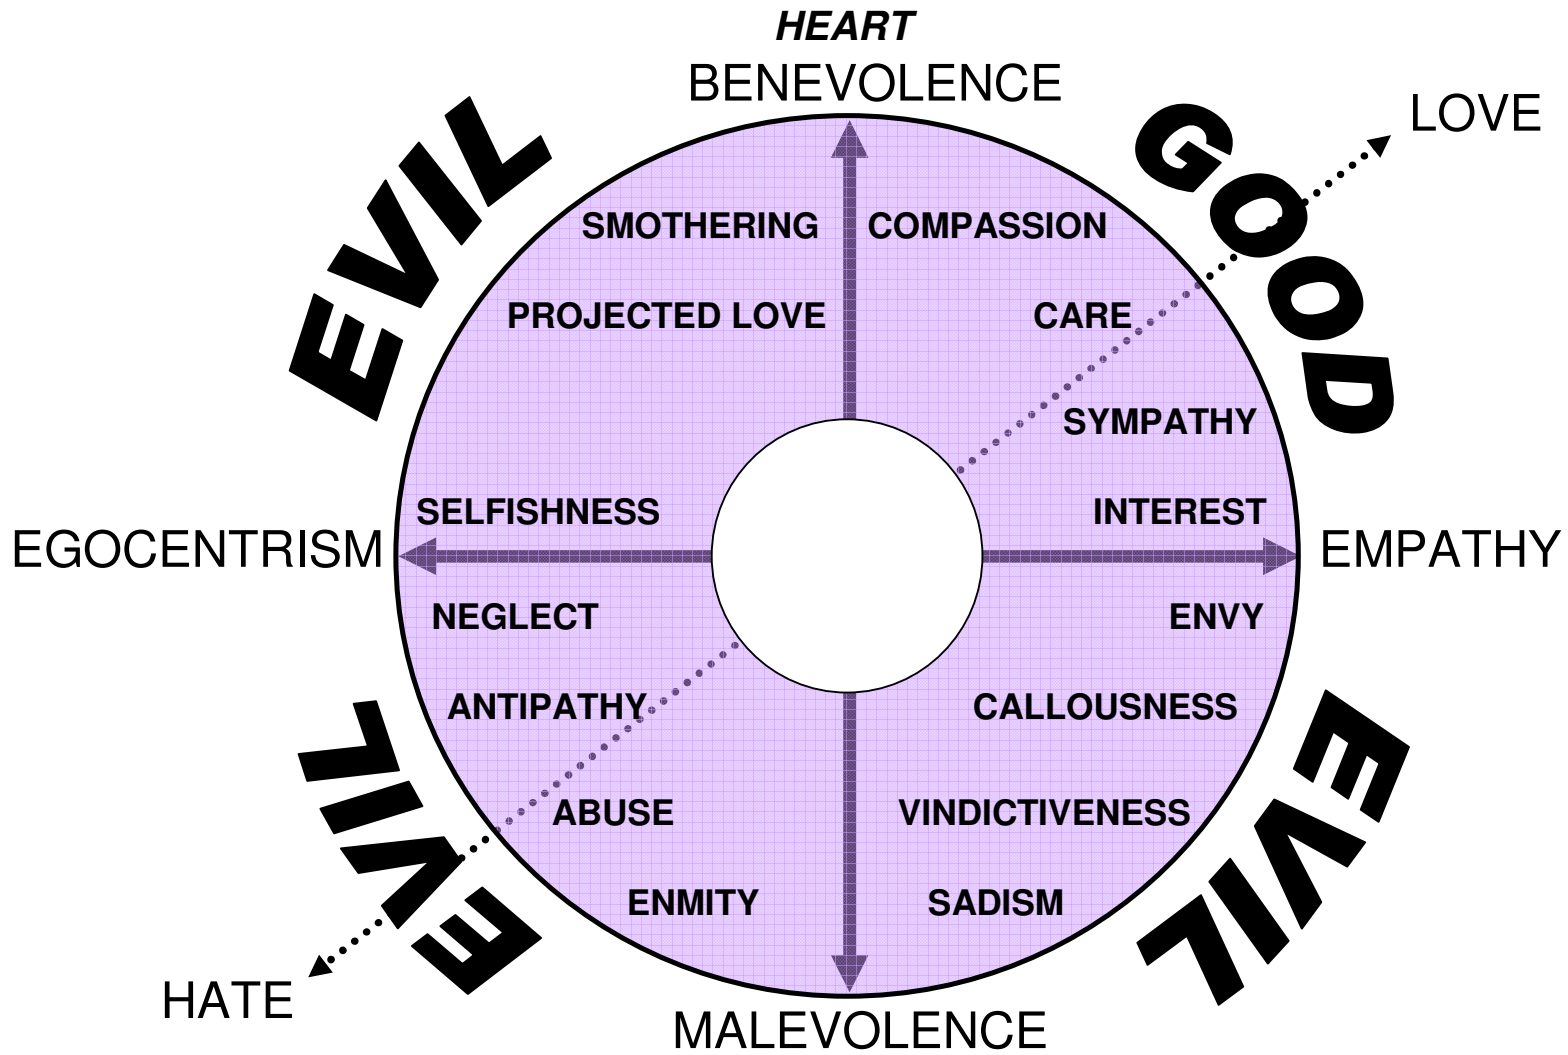 HEART
BENEVOLENCE
LOVE
EVIL
GOOD
SMOTHERING
COMPASSION
PROJECTED LOVE
CARE
SYMPATHY
SELFISHNESS
INTEREST
EGOCENTRISM
EMPATHY
NEGLECT
ENVY
ANTIPATHY
CALLOUSNESS
ABUSE
VINDICTIVENESS
ENMITY
SADISM
EVIL
EVIL
HATE
MALEVOLENCE